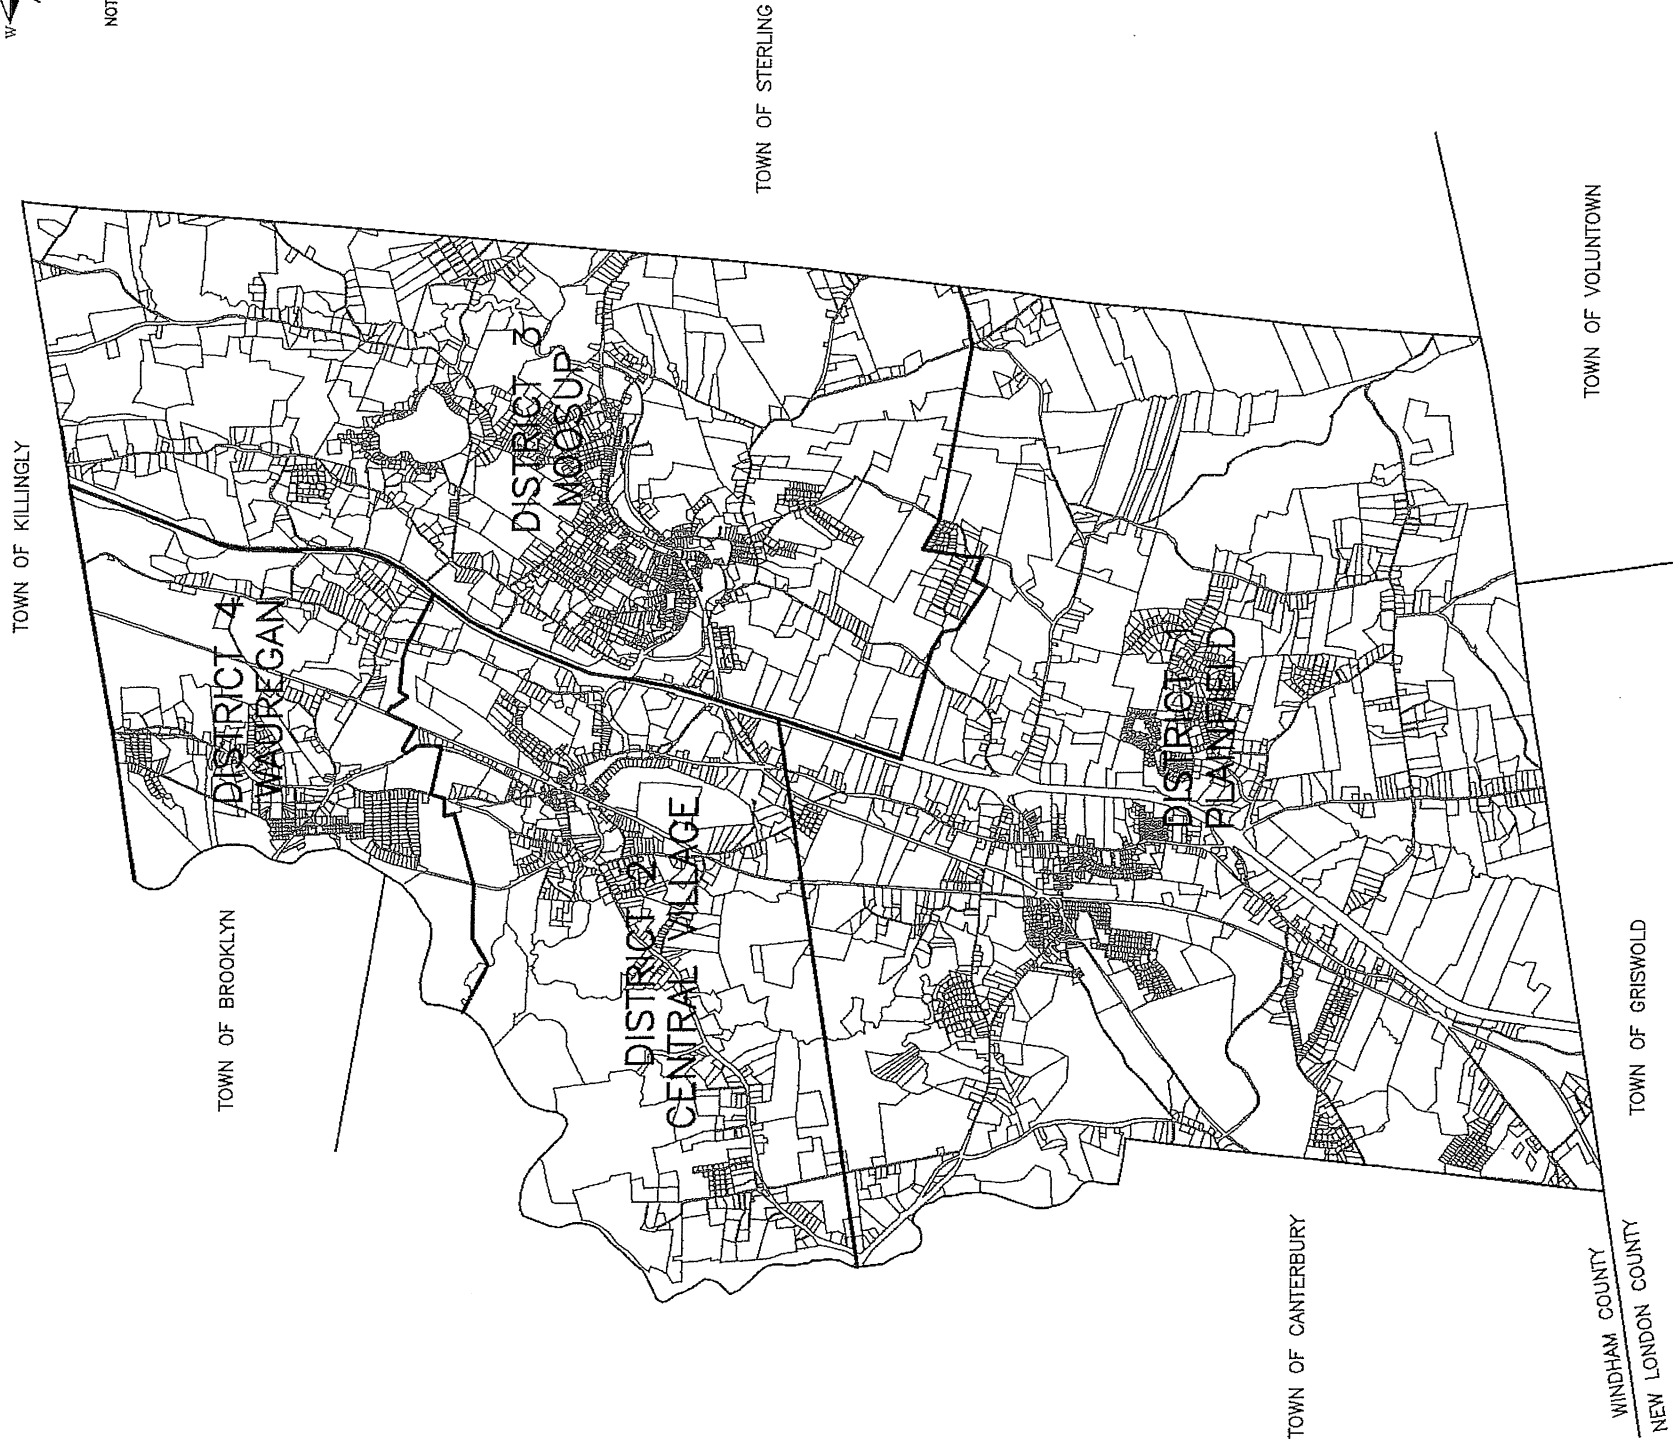 W
NOT
TOWN OF KILLINGLY
TOWN OF STERLING
DISTRICT 3
MOOSUP
DISTRICT 4
WAUREGAN
TOWN OF VOLUNTOWN
DISTRICT 1
PLAINFIELD
DISTRICT 2
CENTRAL VILLAGE
TOWN OF BROOKLYN
TOWN OF GRISWOLD
TOWN OF CANTERBURY
WINDHAM COUNTY
NEW LONDON COUNTY